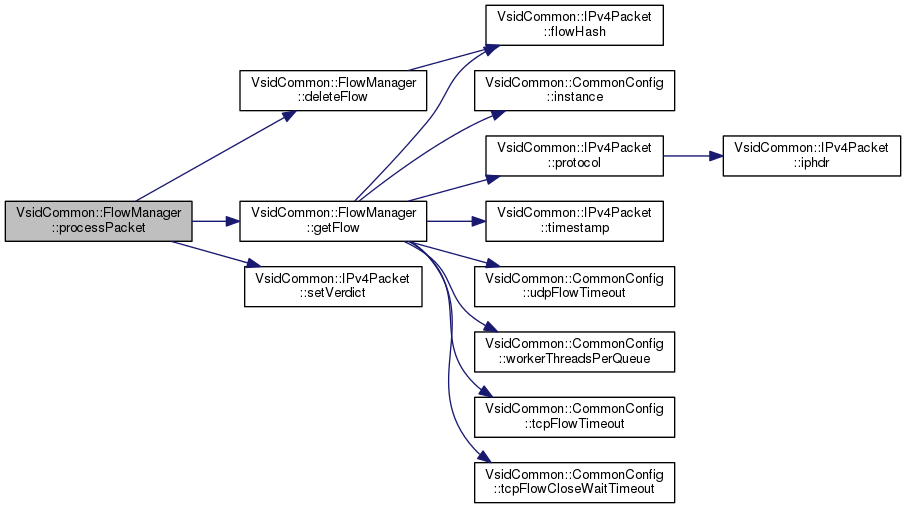 VsidCommon::FlowManager
::processPacket
VsidCommon::FlowManager
::deleteFlow
VsidCommon::FlowManager
::getFlow
VsidCommon::IPv4Packet
::setVerdict
VsidCommon::IPv4Packet
::flowHash
VsidCommon::CommonConfig
::instance
VsidCommon::IPv4Packet
::protocol
VsidCommon::IPv4Packet
::timestamp
VsidCommon::CommonConfig
::udpFlowTimeout
VsidCommon::CommonConfig
::workerThreadsPerQueue
VsidCommon::CommonConfig
::tcpFlowTimeout
VsidCommon::CommonConfig
::tcpFlowCloseWaitTimeout
VsidCommon::IPv4Packet
::iphdr